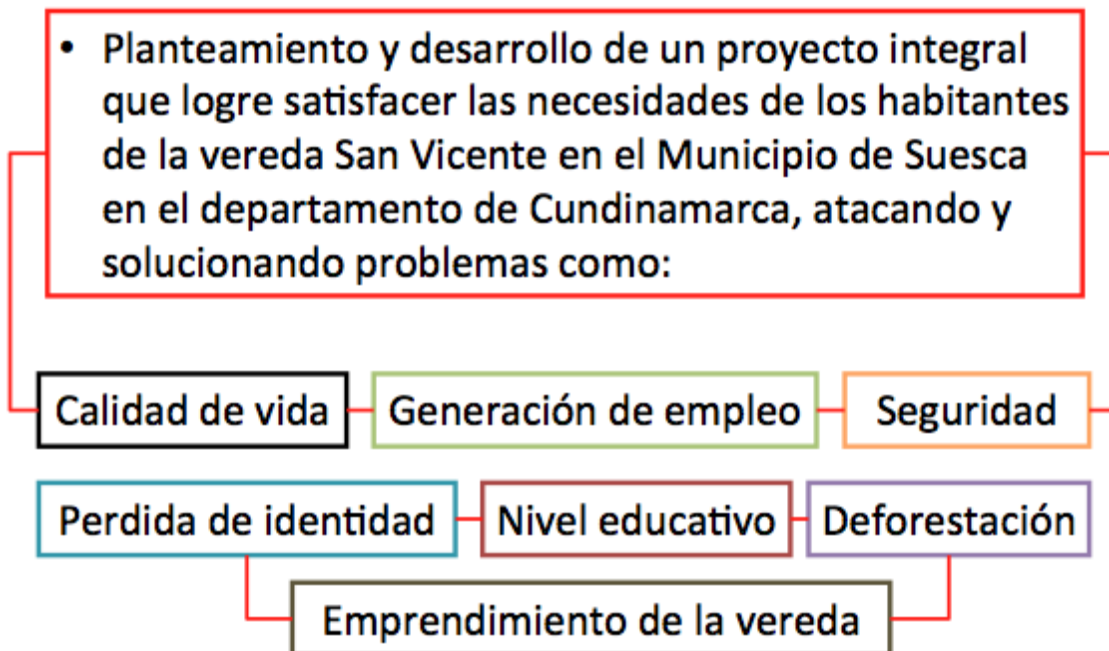 • Planteamiento y desarrollo de un proyecto integral
que logre satisfacer las necesidades de los habitantes
de la vereda San Vicente en el Municipio de Suesca
en el departamento de Cundinamarca, atacando y
solucionando problemas como:
Calidad de vida
Generación de empleo
Seguridad
Perdida de identidad
Nivel educativo
Deforestación
Emprendimiento de la vereda